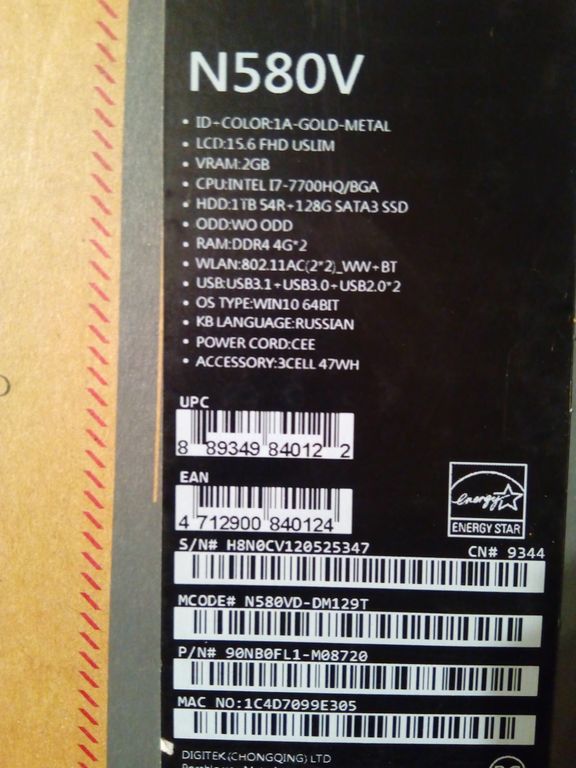 N580V
• ID+COLOR:1A-GOLD-METAL
• LCD:15.6 FHD USLIM
• VRAM:2GB
• CPU:INTEL I7-7700HQ/BGA
• HDD:1TB 54R+128G SATA3 SSD
• ODD:WO ODD
• RAM:DDR4 4G*2
• WLAN:802.11AC(2*2)_WW+BT
• USB:USB3.1+USB3.0+USB2.0*2
• OS TYPE:WIN10 64BIT
• KB LANGUAGE:RUSSIAN
• POWER CORD:CEE
• ACCESSORY:3CELL 47WH
UPC
8 89349 84012 2
EAN
4 712900 840124
energy
ENERGY STAR
S/N# H8N0CV120525347 CN# 9344
MCODE# N580VD-DM129T
P/N# 90NB0FL1-M08720
MAC NO:1C4D7099E305
DIGITEK (CHONGQING) LTD